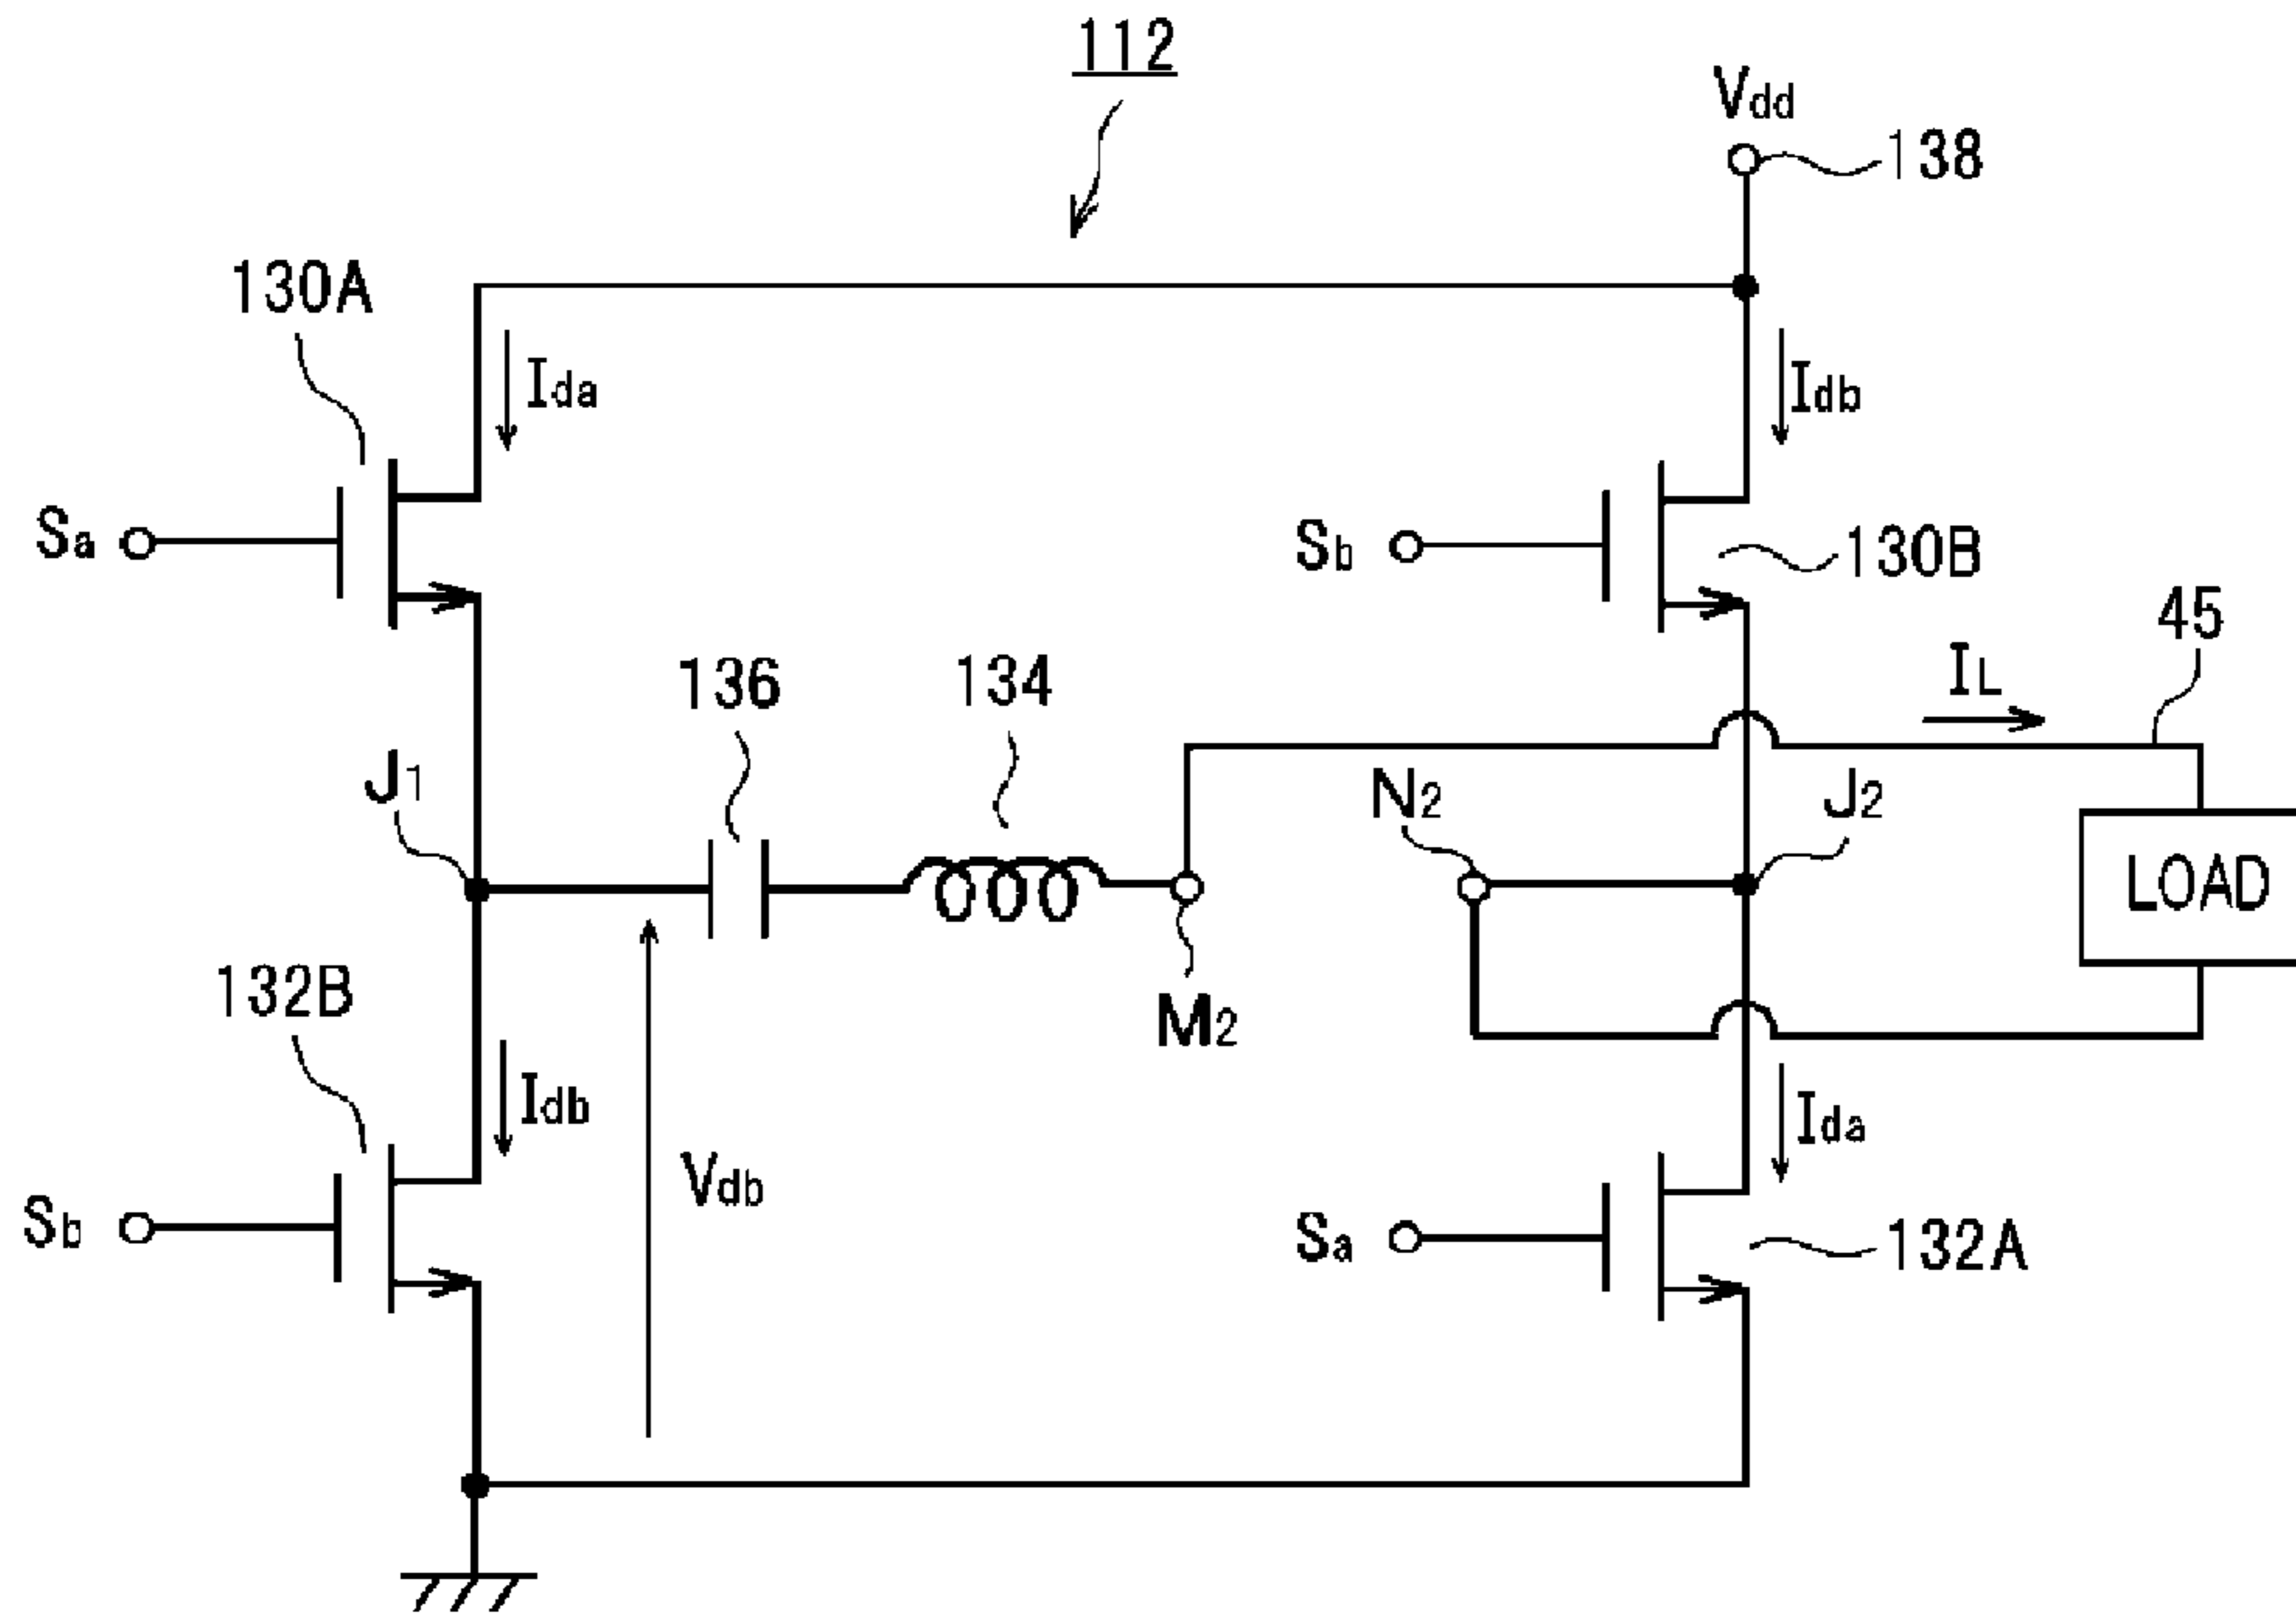 112
Vdd
138
130A
Ida
Idb
Sa
Sb
130B
45
IL
136
134
J1
N2
J2
LOAD
132B
M2
Idb
Vdb
Ida
Sb
Sa
132A